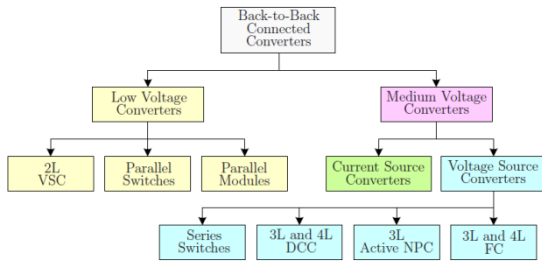 Back-to-Back
Connected
Converters
Low Voltage
Converters
Medium Voltage
Converters
2L
VSC
Parallel
Switches
Parallel
Modules
Current Source
Converters
Voltage Source
Converters
Series
Switches
3L and 4L
DCC
3L
Active NPC
3L and 4L
FC